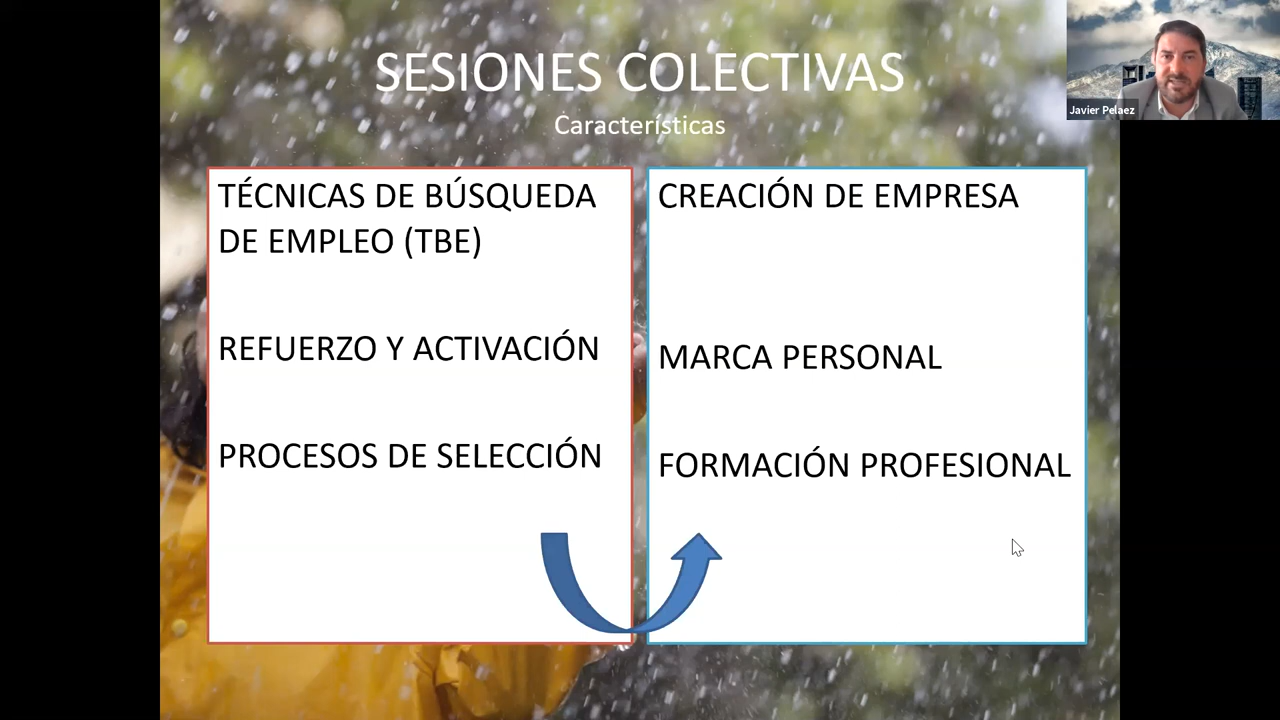 SESIONES COLECTIVAS
Características
TÉCNICAS DE BÚSQUEDA
DE EMPLEO (TBE)
REFUERZO Y ACTIVACIÓN
PROCESOS DE SELECCIÓN
CREACIÓN DE EMPRESA
MARCA PERSONAL
FORMACIÓN PROFESIONAL
Javier Pelaez